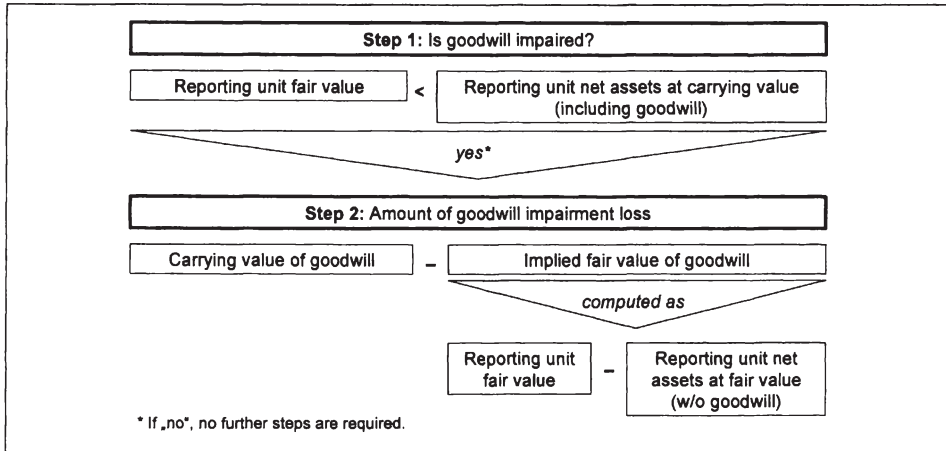 Step 1: Is goodwill impaired?
Reporting unit fair value
<
Reporting unit net assets at carrying value
(including goodwill)
yes*
Step 2: Amount of goodwill impairment loss
Carrying value of goodwill
–
Implied fair value of goodwill
computed as
Reporting unit
fair value
–
Reporting unit net
assets at fair value
(w/o goodwill)
* If „no“, no further steps are required.